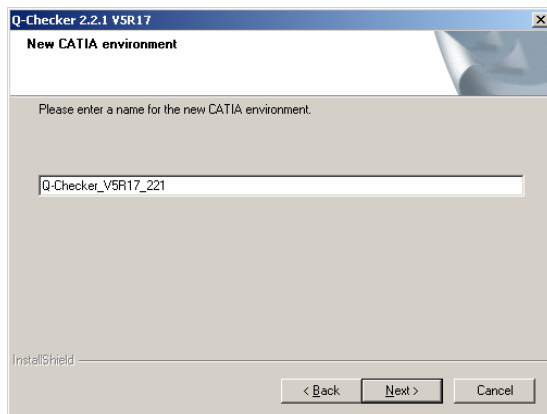 Q-Checker 2.2.1 V5R17
New CATIA environment
Please enter a name for the new CATIA environment.
Q-Checker_V5R17_221
InstallShield
< Back Next > Cancel